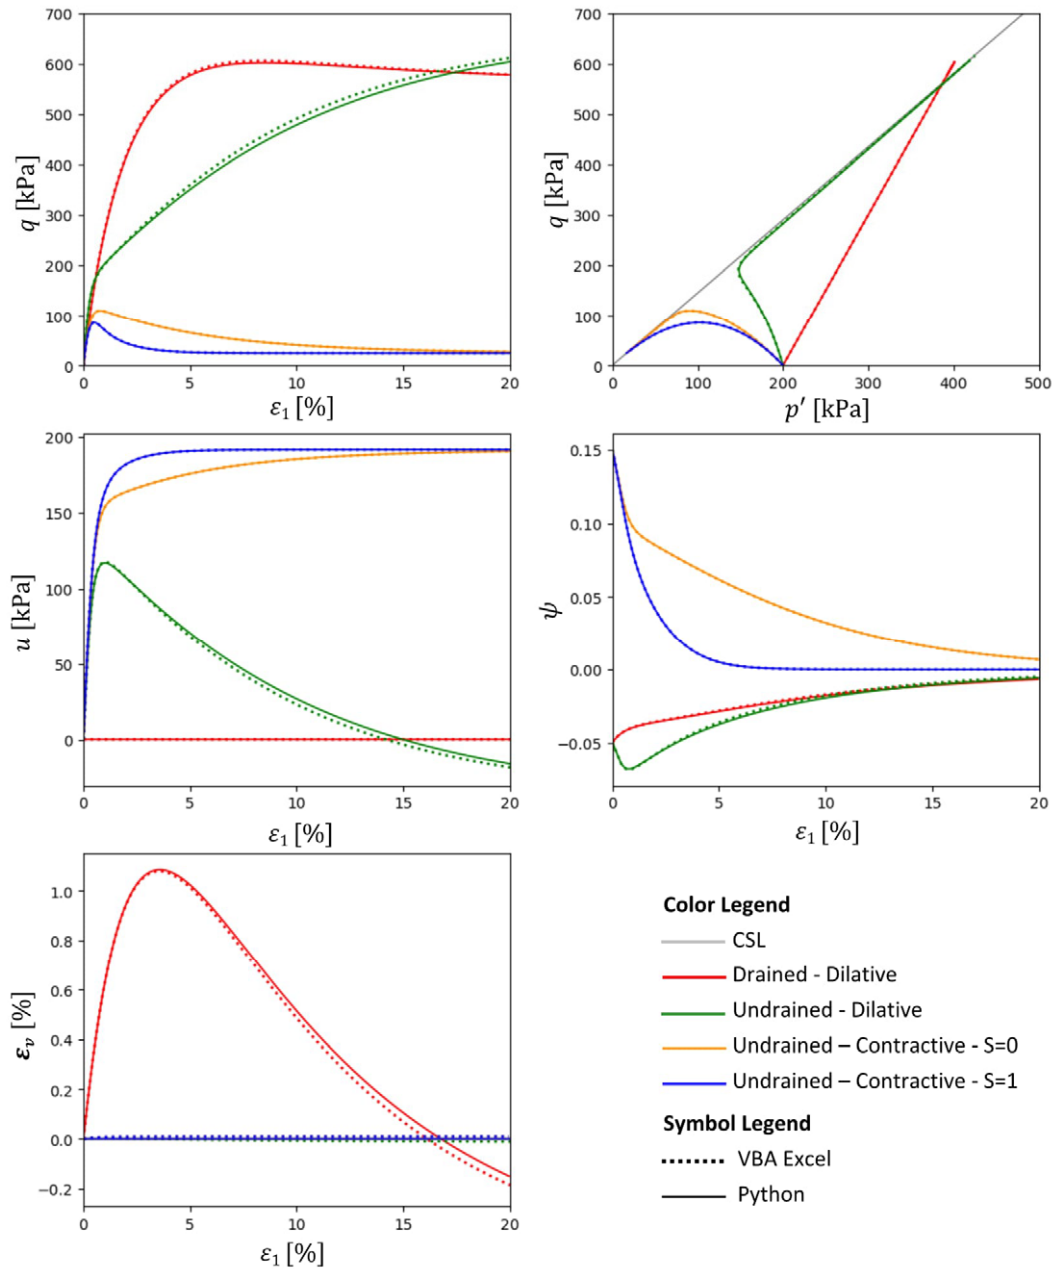 700
600
500
400
300
200
100
0
q [kPa]
0 5 10 15 20
ε₁ [%]
700
600
500
400
300
200
100
0
q [kPa]
0 100 200 300 400 500
p′ [kPa]
200
150
100
50
0
u [kPa]
0 5 10 15 20
ε₁ [%]
0.15
0.10
0.05
0.00
−0.05
ψ
0 5 10 15 20
ε₁ [%]
1.0
0.8
0.6
0.4
0.2
0.0
−0.2
εᵥ [%]
0 5 10 15 20
ε₁ [%]
Color Legend
CSL
Drained - Dilative
Undrained - Dilative
Undrained – Contractive - S=0
Undrained – Contractive - S=1
Symbol Legend
VBA Excel
Python